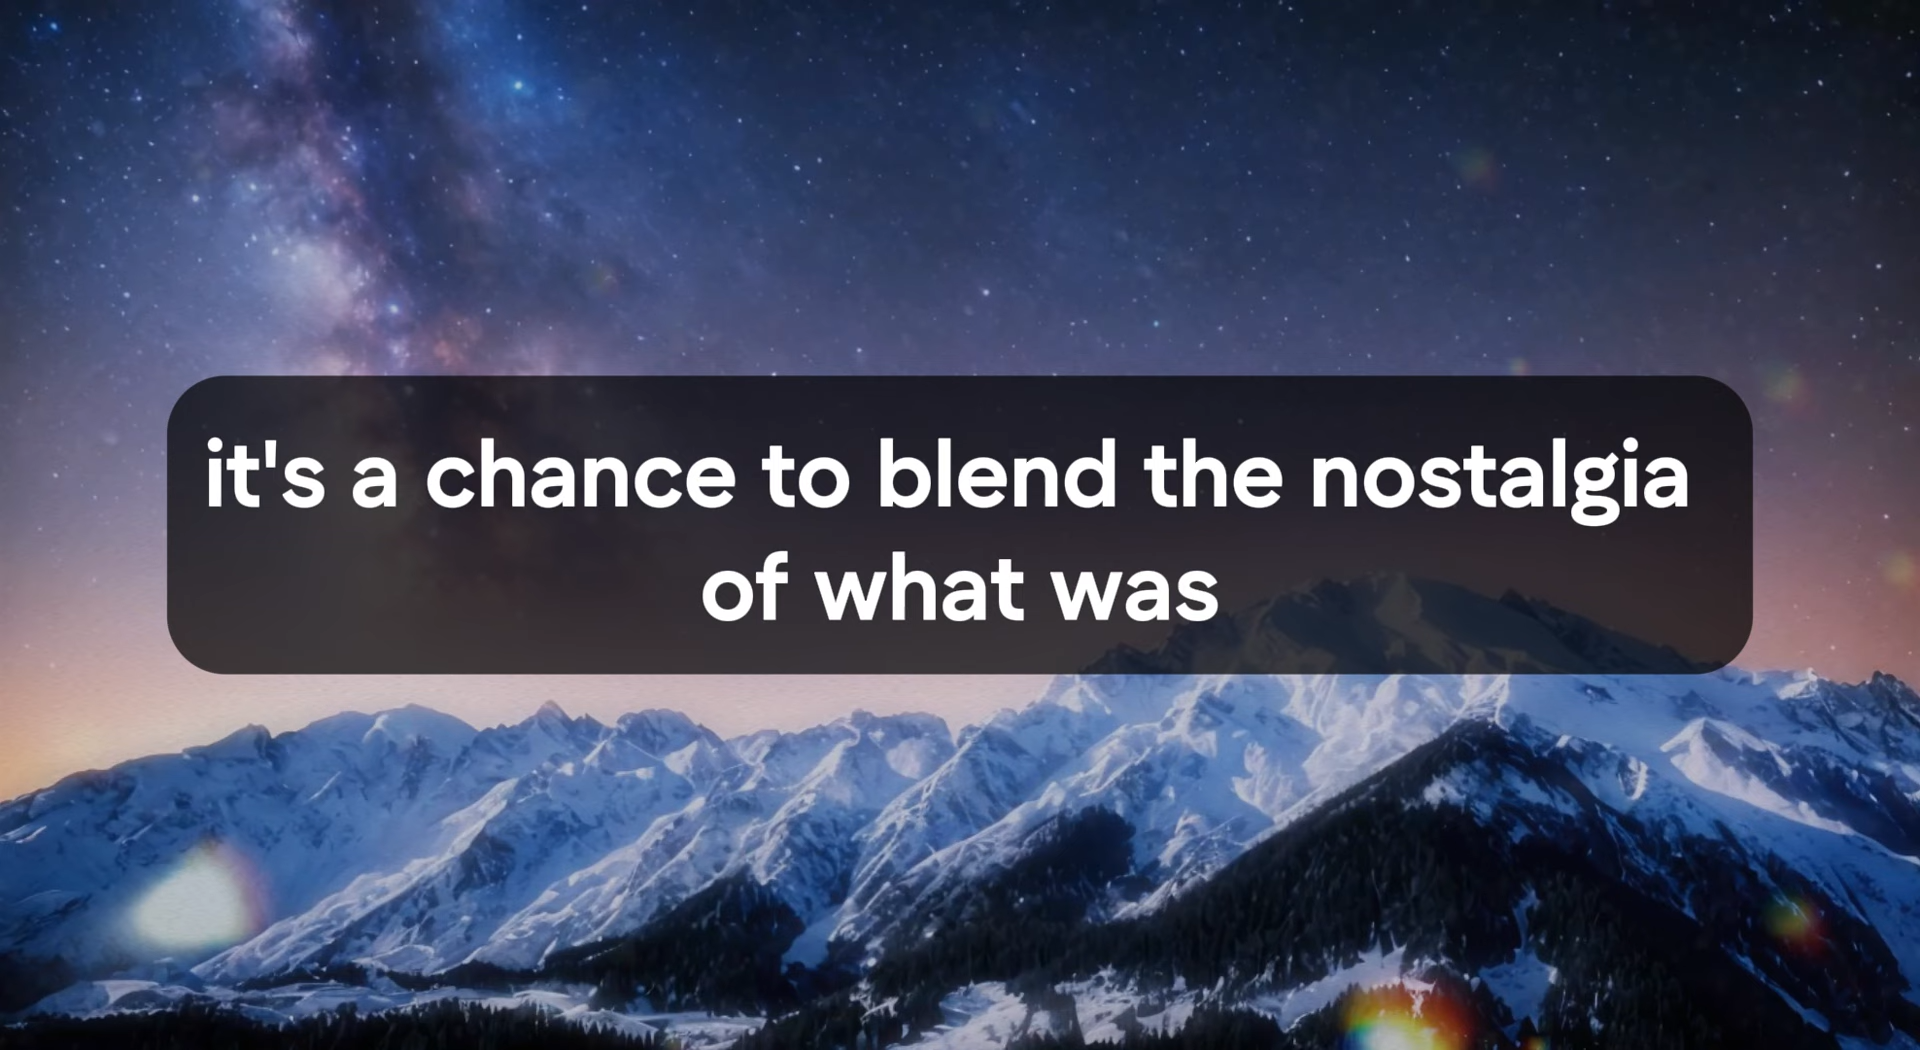 it's a chance to blend the nostalgia
of what was